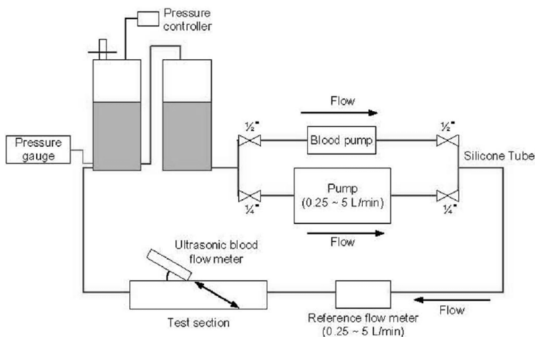 Pressure
controller
Flow
½"
½"
Blood pump
Pressure
gauge
Silicone Tube
Pump
(0.25 ~ 5 L/min)
¼"
¼"
Flow
Ultrasonic blood
flow meter
Test section
Reference flow meter
(0.25 ~ 5 L/min)
Flow